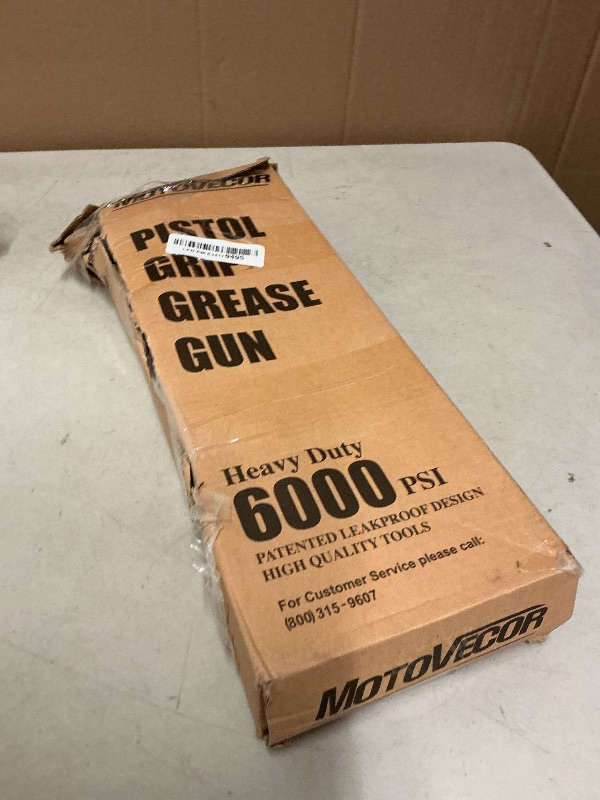 MOTOVECOR
PISTOL
GRIP
GREASE
GUN
Heavy Duty
6000 PSI
PATENTED LEAKPROOF DESIGN
HIGH QUALITY TOOLS
For Customer Service please call:
(800)315-9607
MOTOVECOR